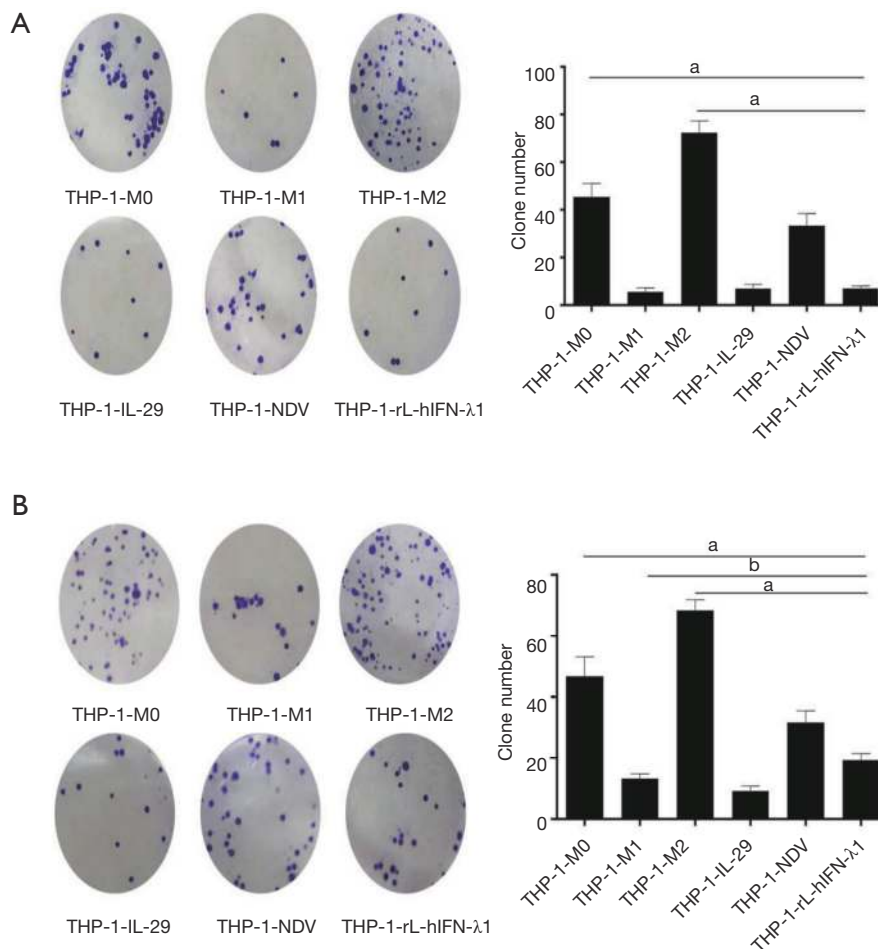 A
THP-1-M0 THP-1-M1 THP-1-M2
THP-1-IL-29 THP-1-NDV THP-1-rL-hIFN-λ1
Clone number
100
80
60
40
20
0
a
a
THP-1-M0
THP-1-M1
THP-1-M2
THP-1-IL-29
THP-1-NDV
THP-1-rL-hIFN-λ1
B
THP-1-M0 THP-1-M1 THP-1-M2
THP-1-IL-29 THP-1-NDV THP-1-rL-hIFN-λ1
Clone number
80
60
40
20
0
a
b
a
THP-1-M0
THP-1-M1
THP-1-M2
THP-1-IL-29
THP-1-NDV
THP-1-rL-hIFN-λ1